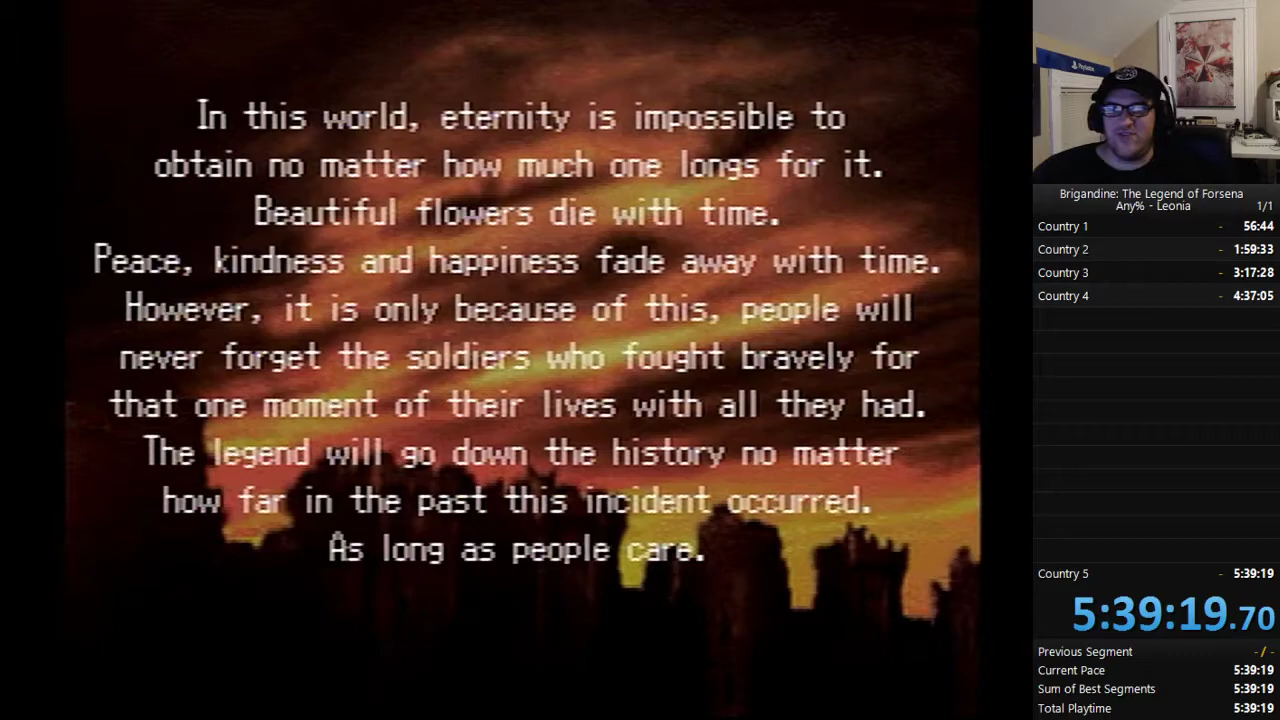 In this world, eternity is impossible to
obtain no matter how much one longs for it.
Beautiful flowers die with time.
Peace, kindness and happiness fade away with time.
However, it is only because of this, people will
never forget the soldiers who fought bravely for
that one moment of their lives with all they had.
The legend will go down the history no matter
how far in the past this incident occurred.
As long as people care.
PlayStation
Brigandine: The Legend of Forsena
Any% - Leonia 1/1
Country 1 - 56:44
Country 2 - 1:59:33
Country 3 - 3:17:28
Country 4 - 4:37:05
Country 5 - 5:39:19
5:39:19.70
Previous Segment - / -
Current Pace 5:39:19
Sum of Best Segments 5:39:19
Total Playtime 5:39:19